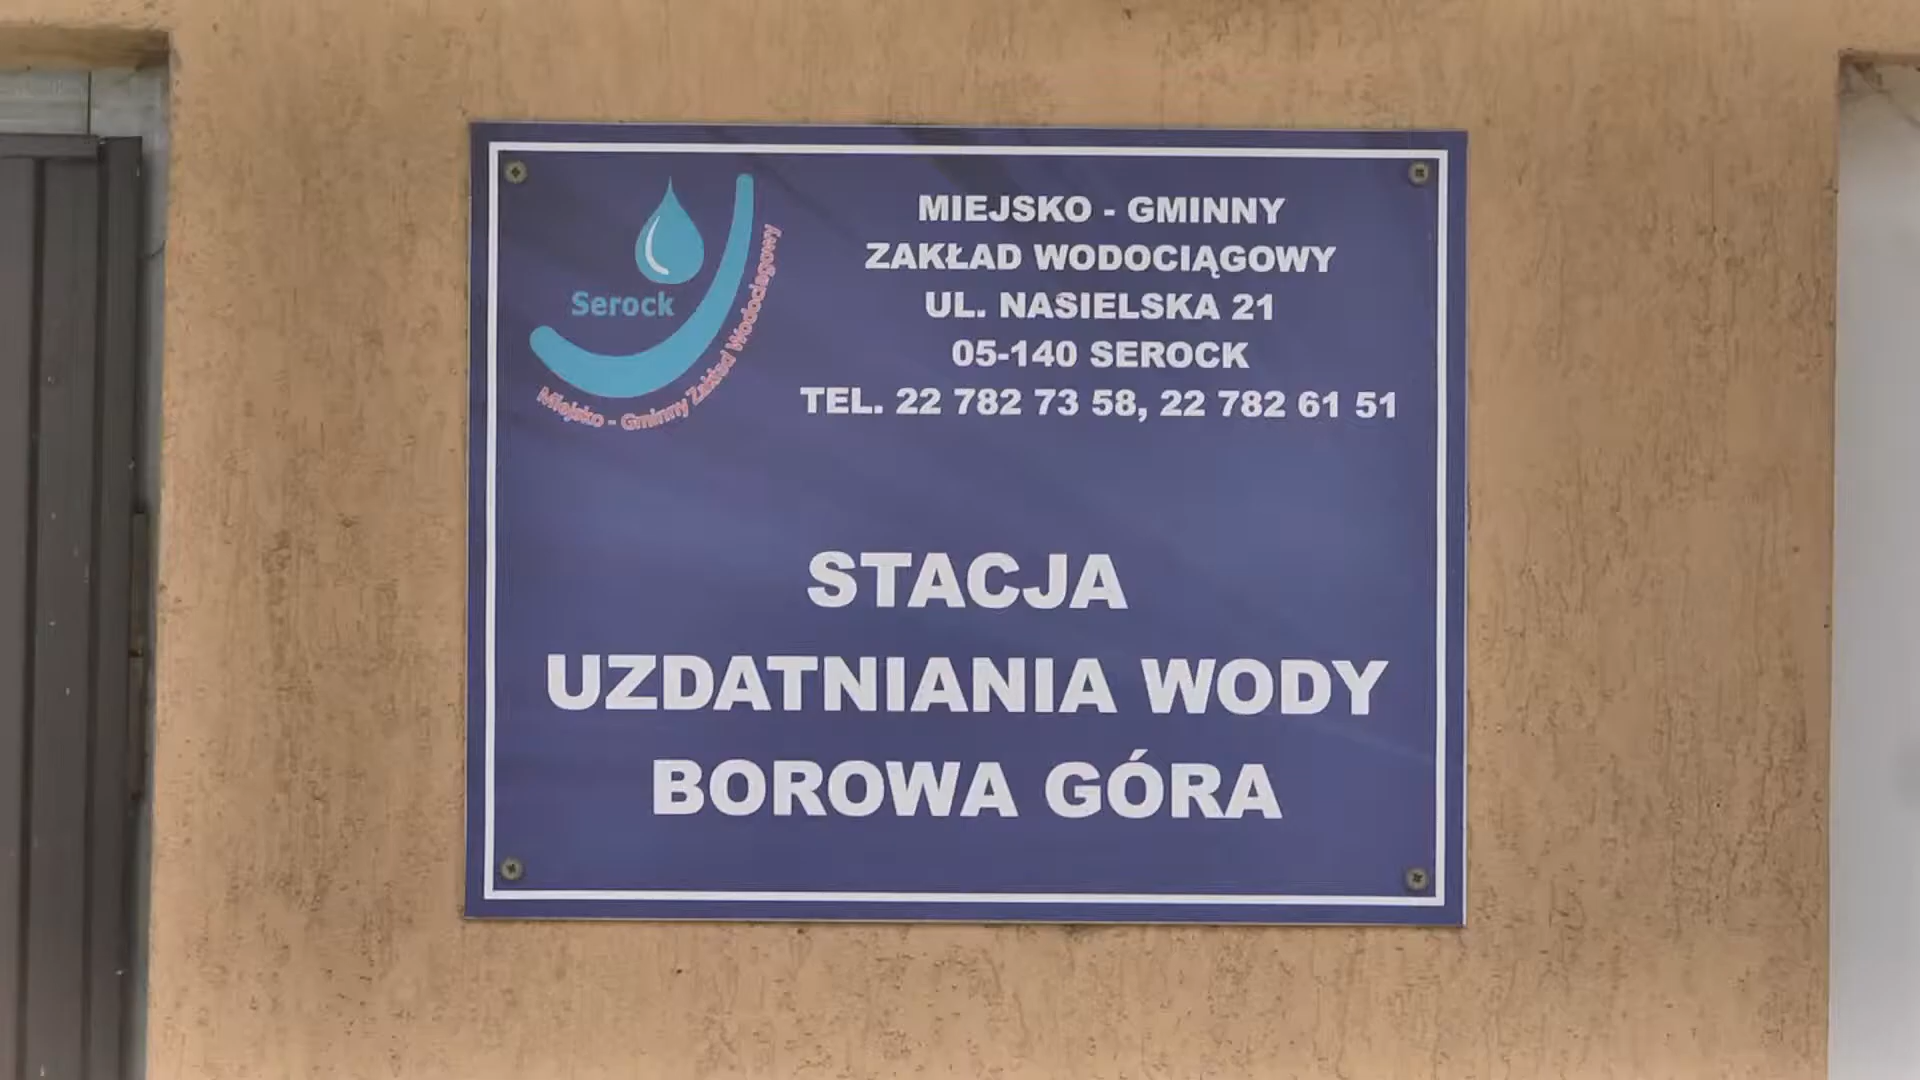 Serock
Miejsko - Gminny Zakład Wodociągowy
MIEJSKO - GMINNY
ZAKŁAD WODOCIĄGOWY
UL. NASIELSKA 21
05-140 SEROCK
TEL. 22 782 73 58, 22 782 61 51
STACJA
UZDATNIANIA WODY
BOROWA GÓRA